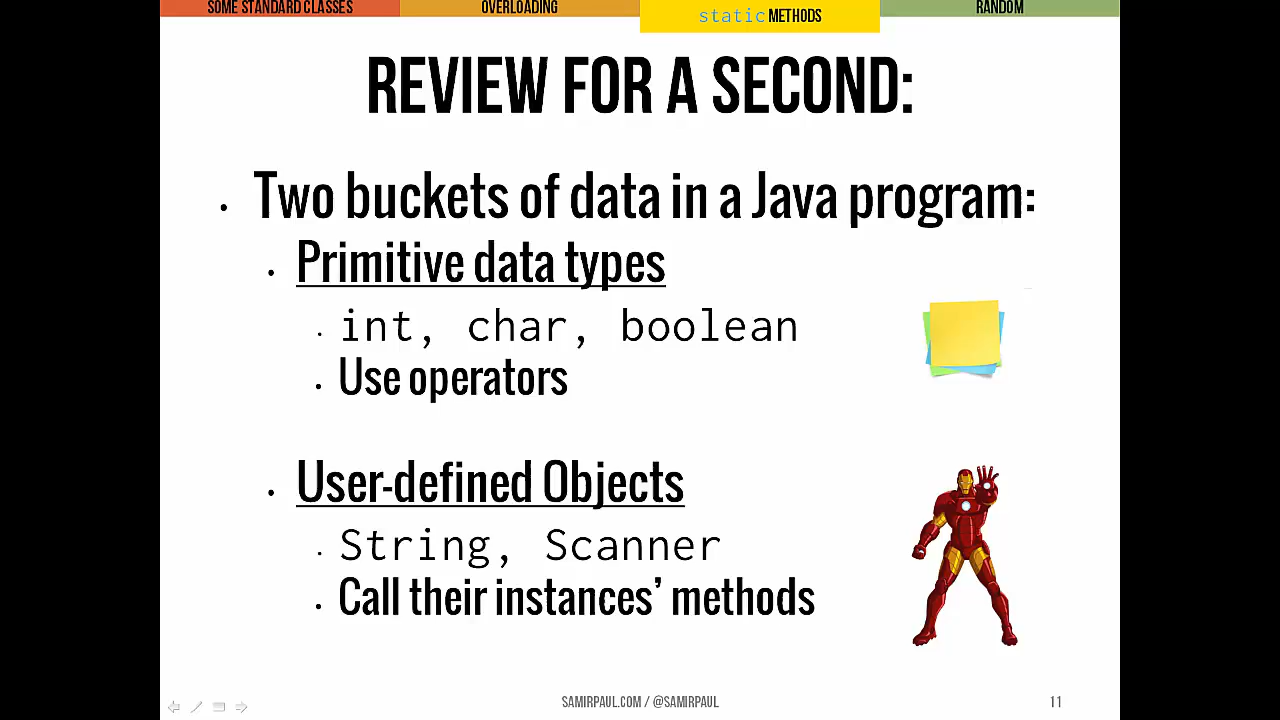 SOME STANDARD CLASSES
OVERLOADING
static METHODS
RANDOM
REVIEW FOR A SECOND:
• Two buckets of data in a Java program:
• Primitive data types
• int, char, boolean
• Use operators
• User-defined Objects
• String, Scanner
• Call their instances’ methods
SAMIRPAUL.COM / @SAMIRPAUL
11